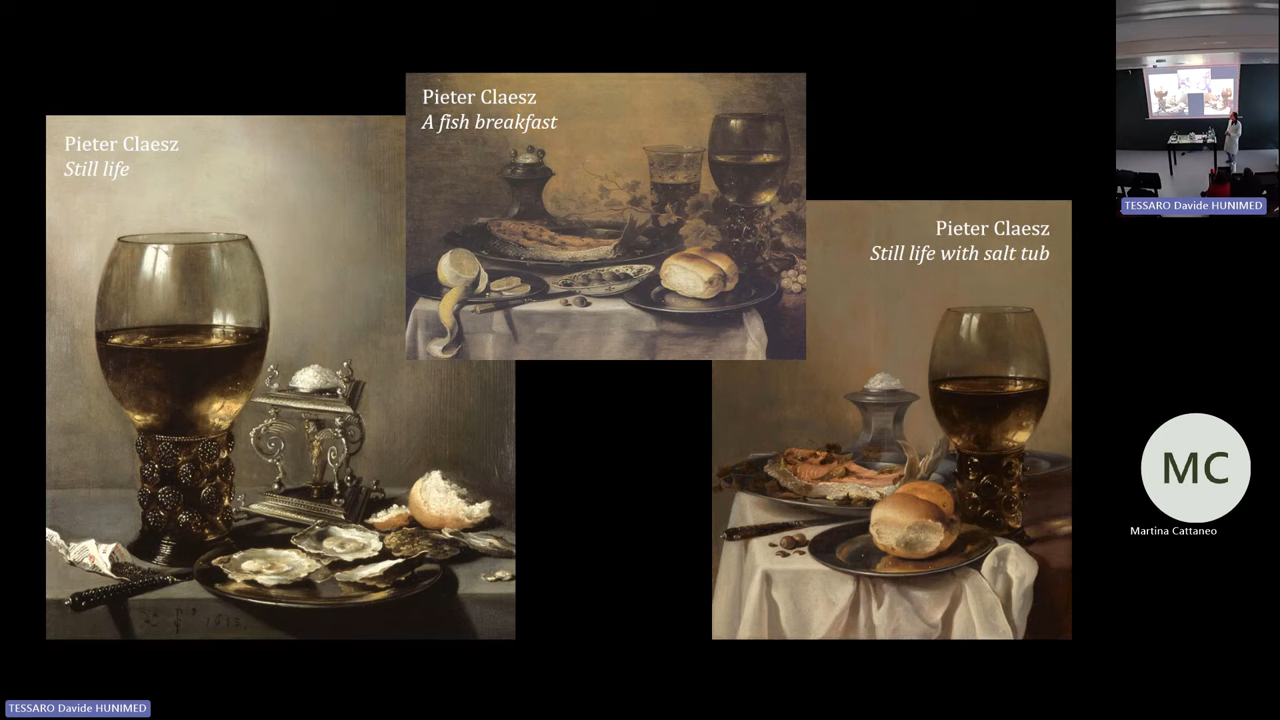 Pieter Claesz
Still life
Pieter Claesz
A fish breakfast
Pieter Claesz
Still life with salt tub
TESSARO Davide HUNIMED
MC
Martina Cattaneo
TESSARO Davide HUNIMED